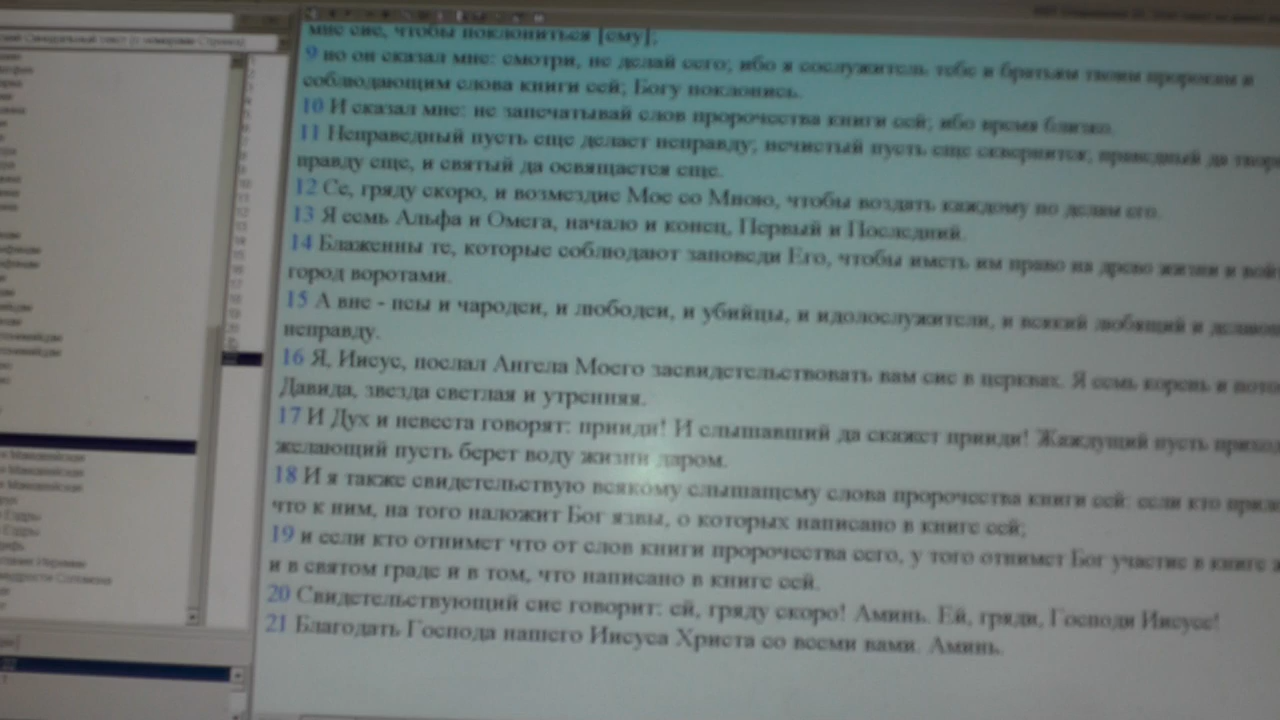 Синодальный текст (с номерами Стронга)
мне сие, чтобы поклониться [ему];
9 но он сказал мне: смотри, не делай сего; ибо я сослужитель тебе и братьям твоим пророкам и
соблюдающим слова книги сей; Богу поклонись.
10 И сказал мне: не запечатывай слов пророчества книги сей; ибо время близко.
11 Неправедный пусть еще делает неправду; нечистый пусть еще сквернится; праведный да твори
правду еще, и святый да освящается еще.
12 Се, гряду скоро, и возмездие Мое со Мною, чтобы воздать каждому по делам его.
13 Я есмь Альфа и Омега, начало и конец, Первый и Последний.
14 Блаженны те, которые соблюдают заповеди Его, чтобы иметь им право на древо жизни и вой
город воротами.
15 А вне - псы и чародеи, и любодеи, и убийцы, и идолослужители, и всякий любящий и делаю
неправду.
16 Я, Иисус, послал Ангела Моего засвидетельствовать вам сие в церквах. Я есмь корень и пото
Давида, звезда светлая и утренняя.
17 И Дух и невеста говорят: прииди! И слышавший да скажет прииди! Жаждущий пусть приход
желающий пусть берет воду жизни даром.
18 И я также свидетельствую всякому слышащему слова пророчества книги сей: если кто прило
что к ним, на того наложит Бог язвы, о которых написано в книге сей;
19 и если кто отнимет что от слов книги пророчества сего, у того отнимет Бог участие в книге
и в святом граде и в том, что написано в книге сей.
20 Свидетельствующий сие говорит: ей, гряду скоро! Аминь. Ей, гряди, Господи Иисусе!
21 Благодать Господа нашего Иисуса Христа со всеми вами. Аминь.